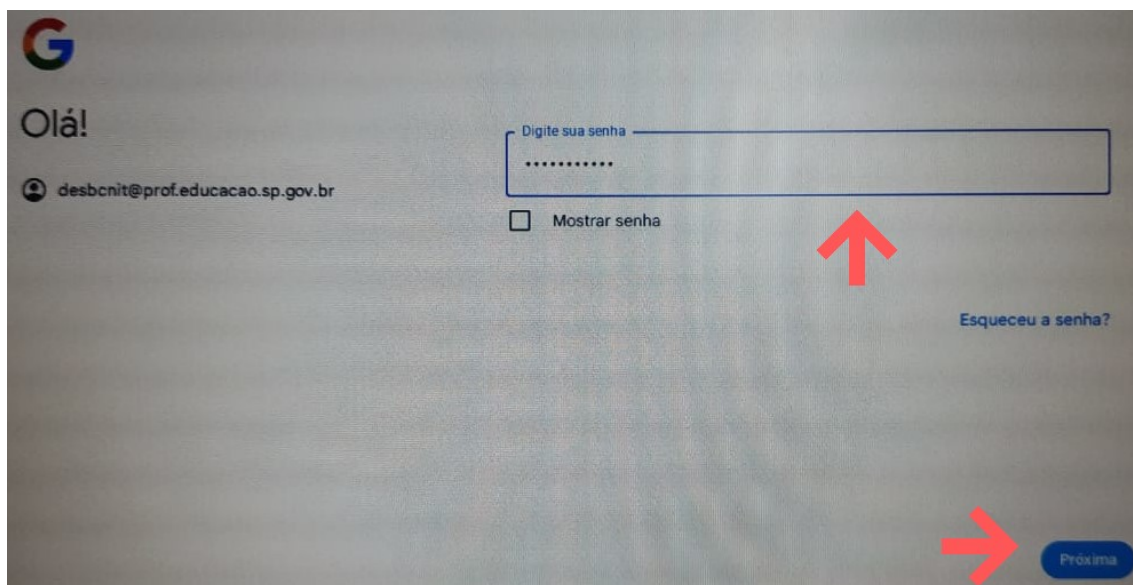 Olá!
desbcnit@prof.educacao.sp.gov.br
Digite sua senha
•••••••••••
Mostrar senha
Esqueceu a senha?
Próxima